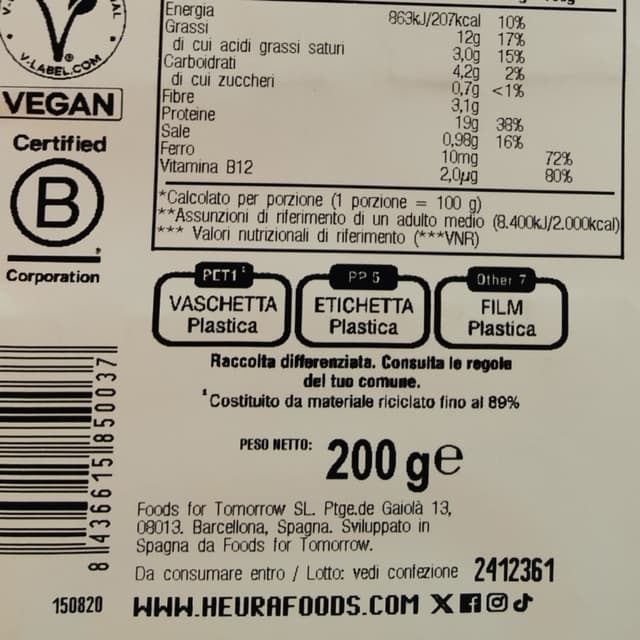 V-LABEL.COM
VEGAN
Certified
B
Corporation
Energia 863kJ/207kcal 10%
Grassi 12g 17%
di cui acidi grassi saturi 3,0g 15%
Carboidrati 4,2g 2%
di cui zuccheri 0,7g <1%
Fibre 3,1g
Proteine 19g 38%
Sale 0,98g 16%
Ferro 10mg 72%
Vitamina B12 2,0µg 80%
*Calcolato per porzione (1 porzione = 100 g)
**Assunzioni di riferimento di un adulto medio (8.400kJ/2.000kcal)
*** Valori nutrizionali di riferimento (***VNR)
PET1¹ PP 5 Other 7
VASCHETTA ETICHETTA FILM
Plastica Plastica Plastica
Raccolta differenziata. Consulta le regole
del tuo comune.
¹Costituito da materiale riciclato fino al 89%
PESO NETTO: 200 g℮
Foods for Tomorrow SL. Ptge.de Gaiolà 13,
08013. Barcellona, Spagna. Sviluppato in
Spagna da Foods for Tomorrow.
Da consumare entro / Lotto: vedi confezione 2412361
150820 WWW.HEURAFOODS.COM
8 436615 850037